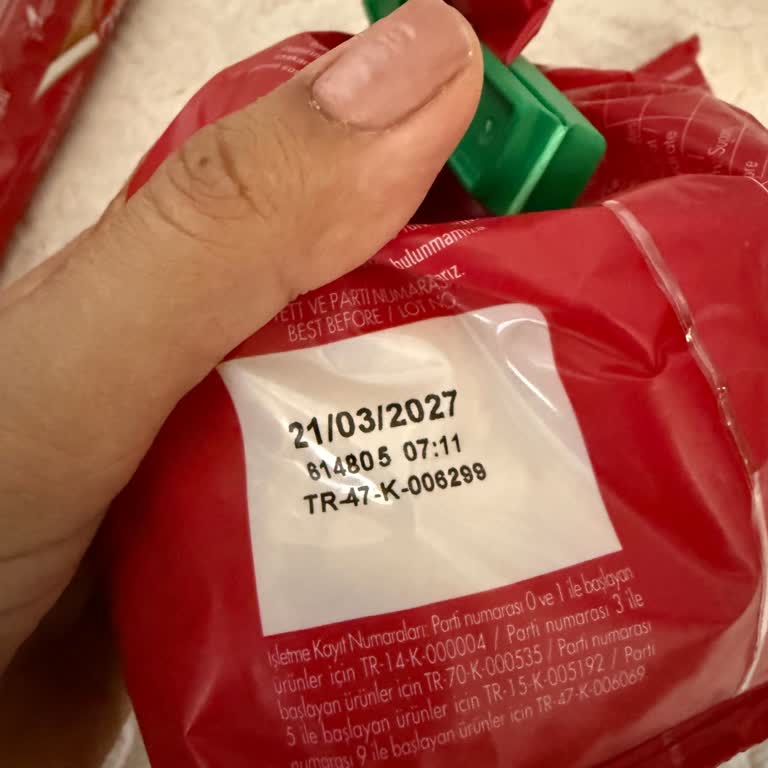 bulunmamız
ETT VE PARTİ NUMARASIDIR.
BEST BEFORE / LOT NO.
21/03/2027
614805 07:11
TR-47-K-006299
İşletme Kayıt Numaraları: Parti numarası 0 ve 1 ile başlayan
ürünler için TR-14-K-000004 / Parti numarası 3 ile
başlayan ürünler için TR-70-K-000535 / Parti numarası
5 ile başlayan ürünler için TR-15-K-005192 / Parti
numarası 9 ile başlayan ürünler için TR-47-K-006069.